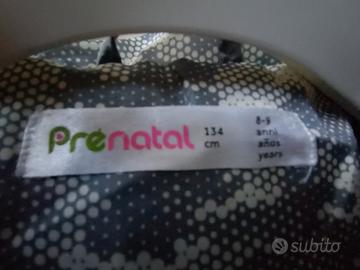 Prénatal
134
cm
8-9
anni
años
years
subito